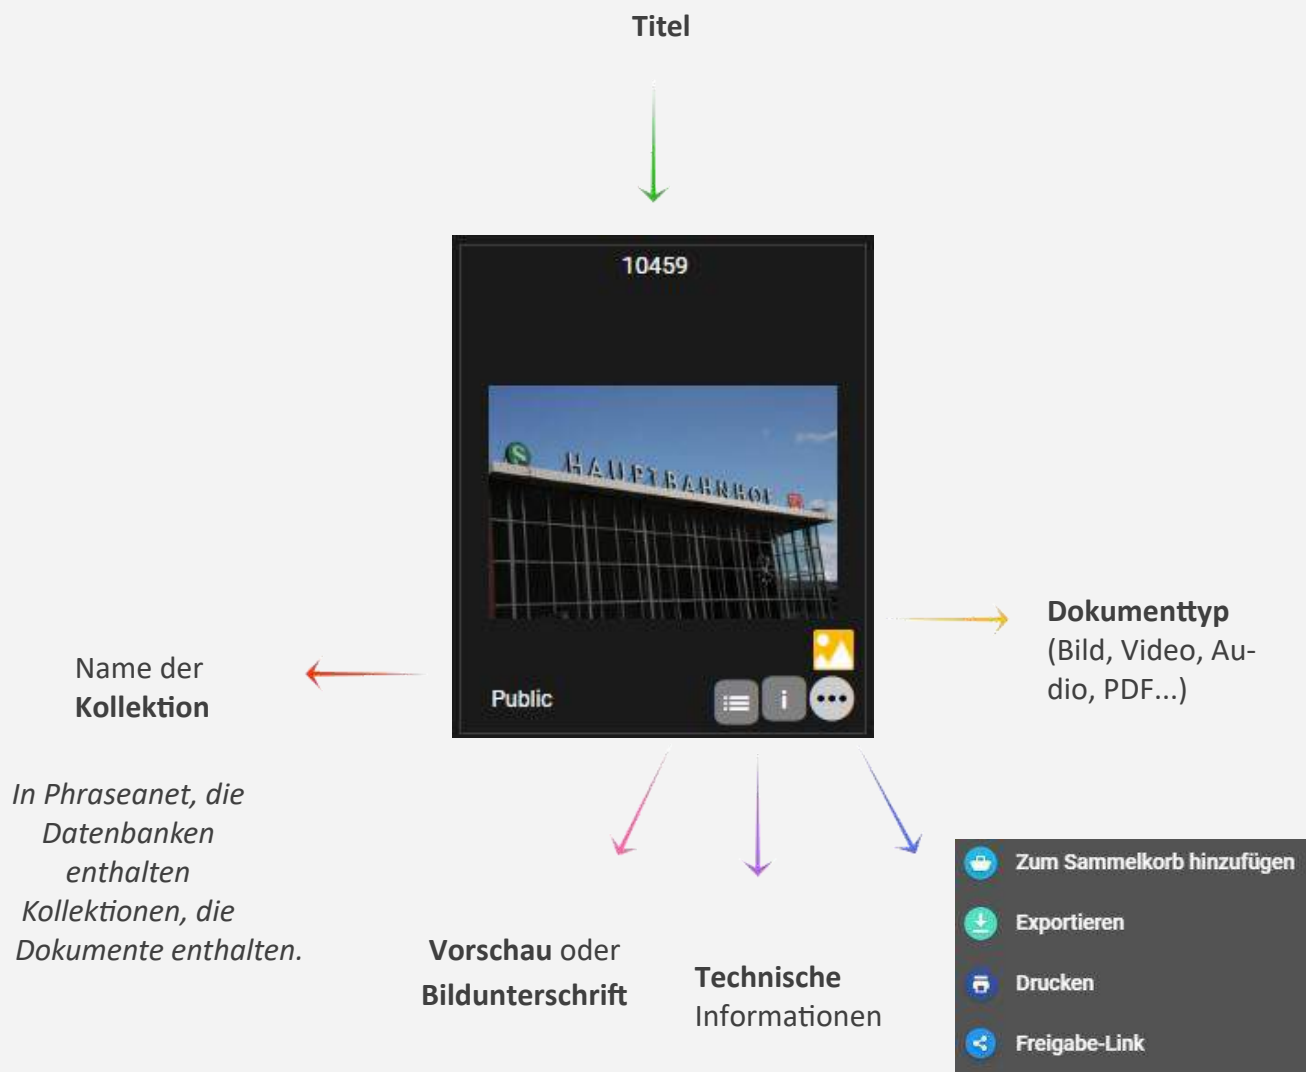 Titel
10459
S HAUPTBAHNHOF
Public
i
Dokumenttyp
(Bild, Video, Au-
dio, PDF...)
Name der
Kollektion
In Phraseanet, die
Datenbanken
enthalten
Kollektionen, die
Dokumente enthalten.
Vorschau oder
Bildunterschrift
Technische
Informationen
Zum Sammelkorb hinzufügen
Exportieren
Drucken
Freigabe-Link